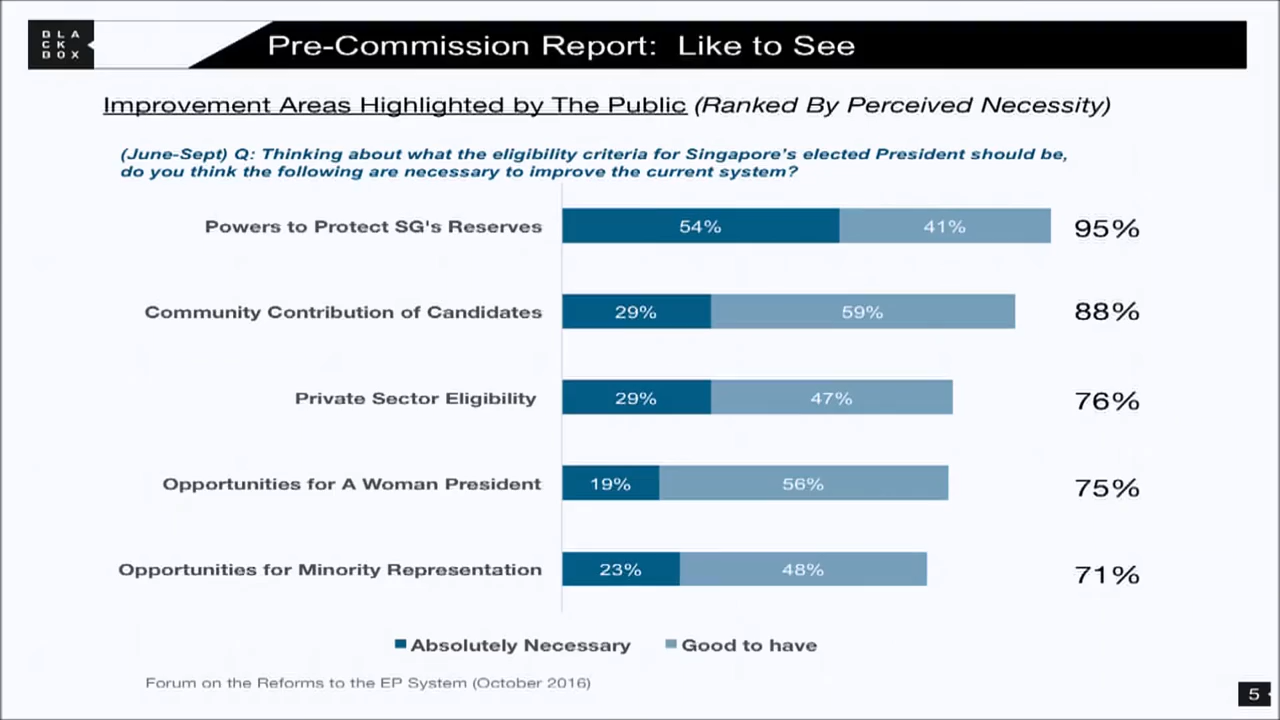 BLA
CK
BOX
Pre-Commission Report: Like to See
Improvement Areas Highlighted by The Public (Ranked By Perceived Necessity)
(June-Sept) Q: Thinking about what the eligibility criteria for Singapore's elected President should be,
do you think the following are necessary to improve the current system?
Powers to Protect SG's Reserves 54% 41% 95%
Community Contribution of Candidates 29% 59% 88%
Private Sector Eligibility 29% 47% 76%
Opportunities for A Woman President 19% 56% 75%
Opportunities for Minority Representation 23% 48% 71%
Absolutely Necessary Good to have
Forum on the Reforms to the EP System (October 2016)
5